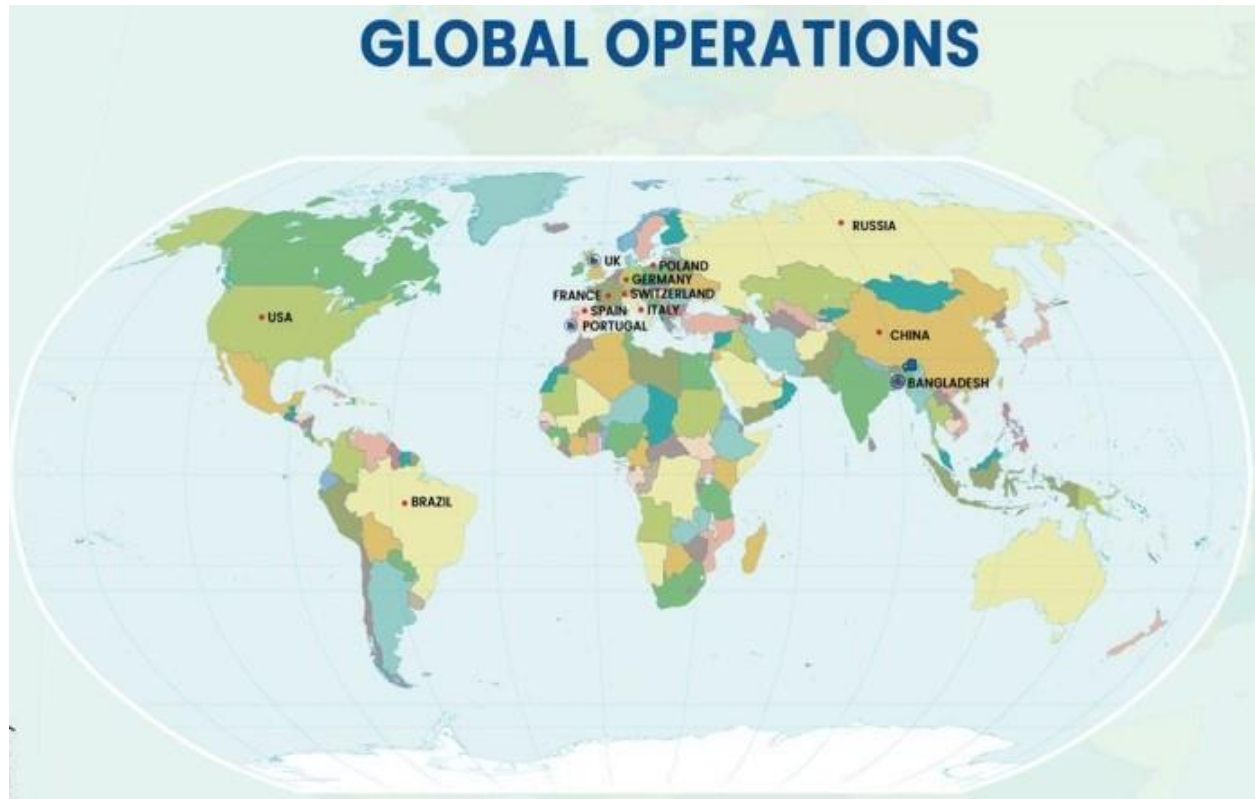 GLOBAL OPERATIONS
RUSSIA
UK
POLAND
GERMANY
FRANCE
SWITZERLAND
SPAIN
ITALY
PORTUGAL
USA
CHINA
BANGLADESH
BRAZIL